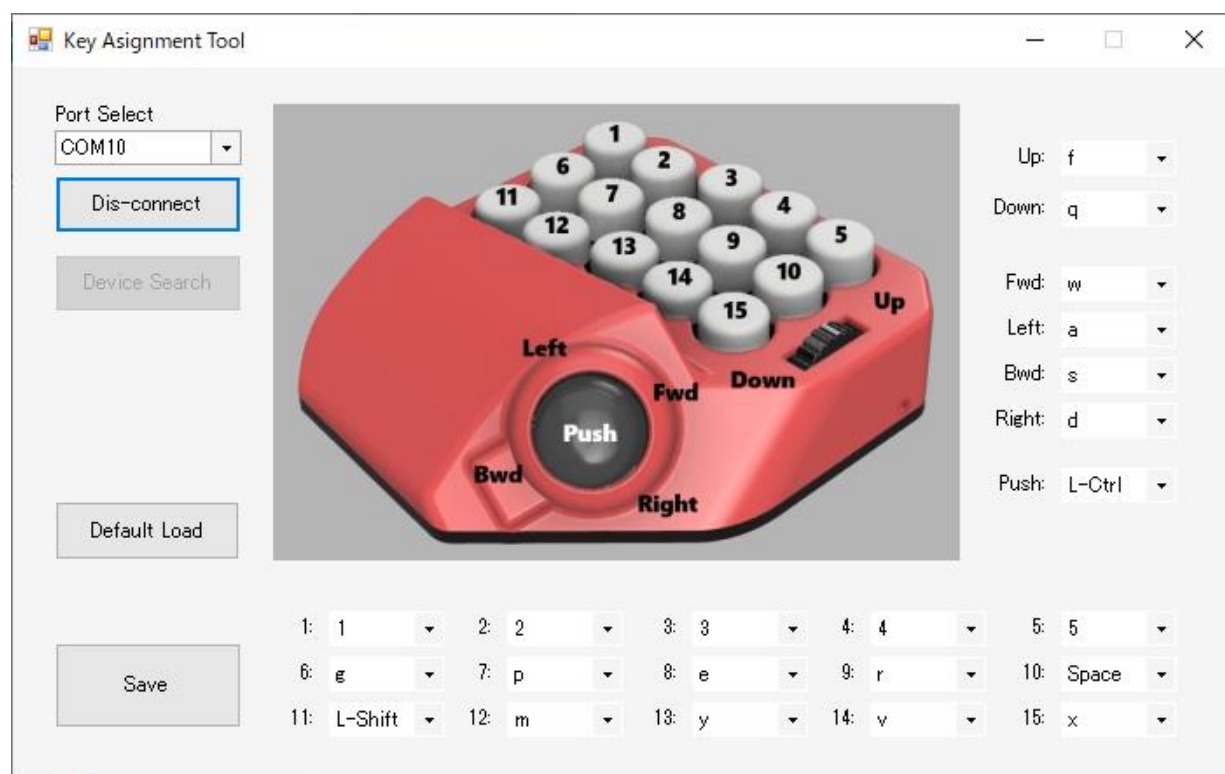 Key Asignment Tool
Port Select
COM10
Dis-connect
Device Search
Default Load
Save
1
2
3
4
5
6
7
8
9
10
11
12
13
14
15
Up
Down
Left
Fwd
Push
Bwd
Right
Up: f
Down: q
Fwd: w
Left: a
Bwd: s
Right: d
Push: L-Ctrl
1: 1 2: 2 3: 3 4: 4 5: 5
6: g 7: p 8: e 9: r 10: Space
11: L-Shift 12: m 13: y 14: v 15: x